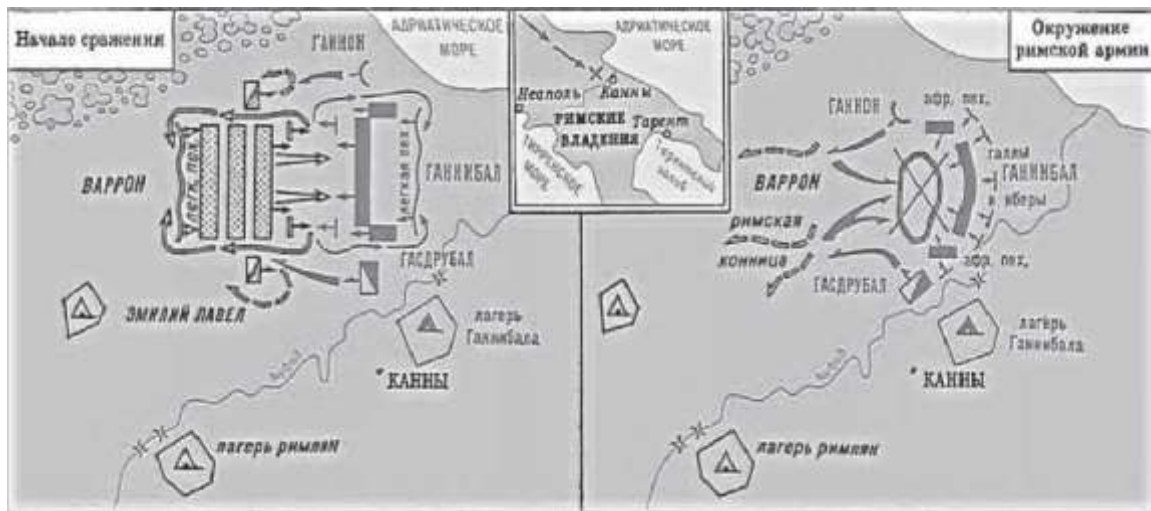 Начало сражения
ГАННОН
АДРИАТИЧЕСКОЕ
МОРЕ
ВАРРОН
легк. пех.
легкая пех.
ГАННИБАЛ
ГАСДРУБАЛ
ЭМИЛИЙ ПАВЕЛ
лагерь
Ганнибала
КАННЫ
лагерь римлян
АДРИАТИЧЕСКОЕ
МОРЕ
Неаполь
Канны
РИМСКИЕ
ВЛАДЕНИЯ
Тарент
ТИРРЕНСКОЕ
МОРЕ
залив
Окружение
римской армии
ГАННОН
афр. пех.
галлы
ГАННИБАЛ
и иберы
ВАРРОН
римская
конница
афр. пех.
ГАСДРУБАЛ
лагерь
Ганнибала
КАННЫ
лагерь римлян